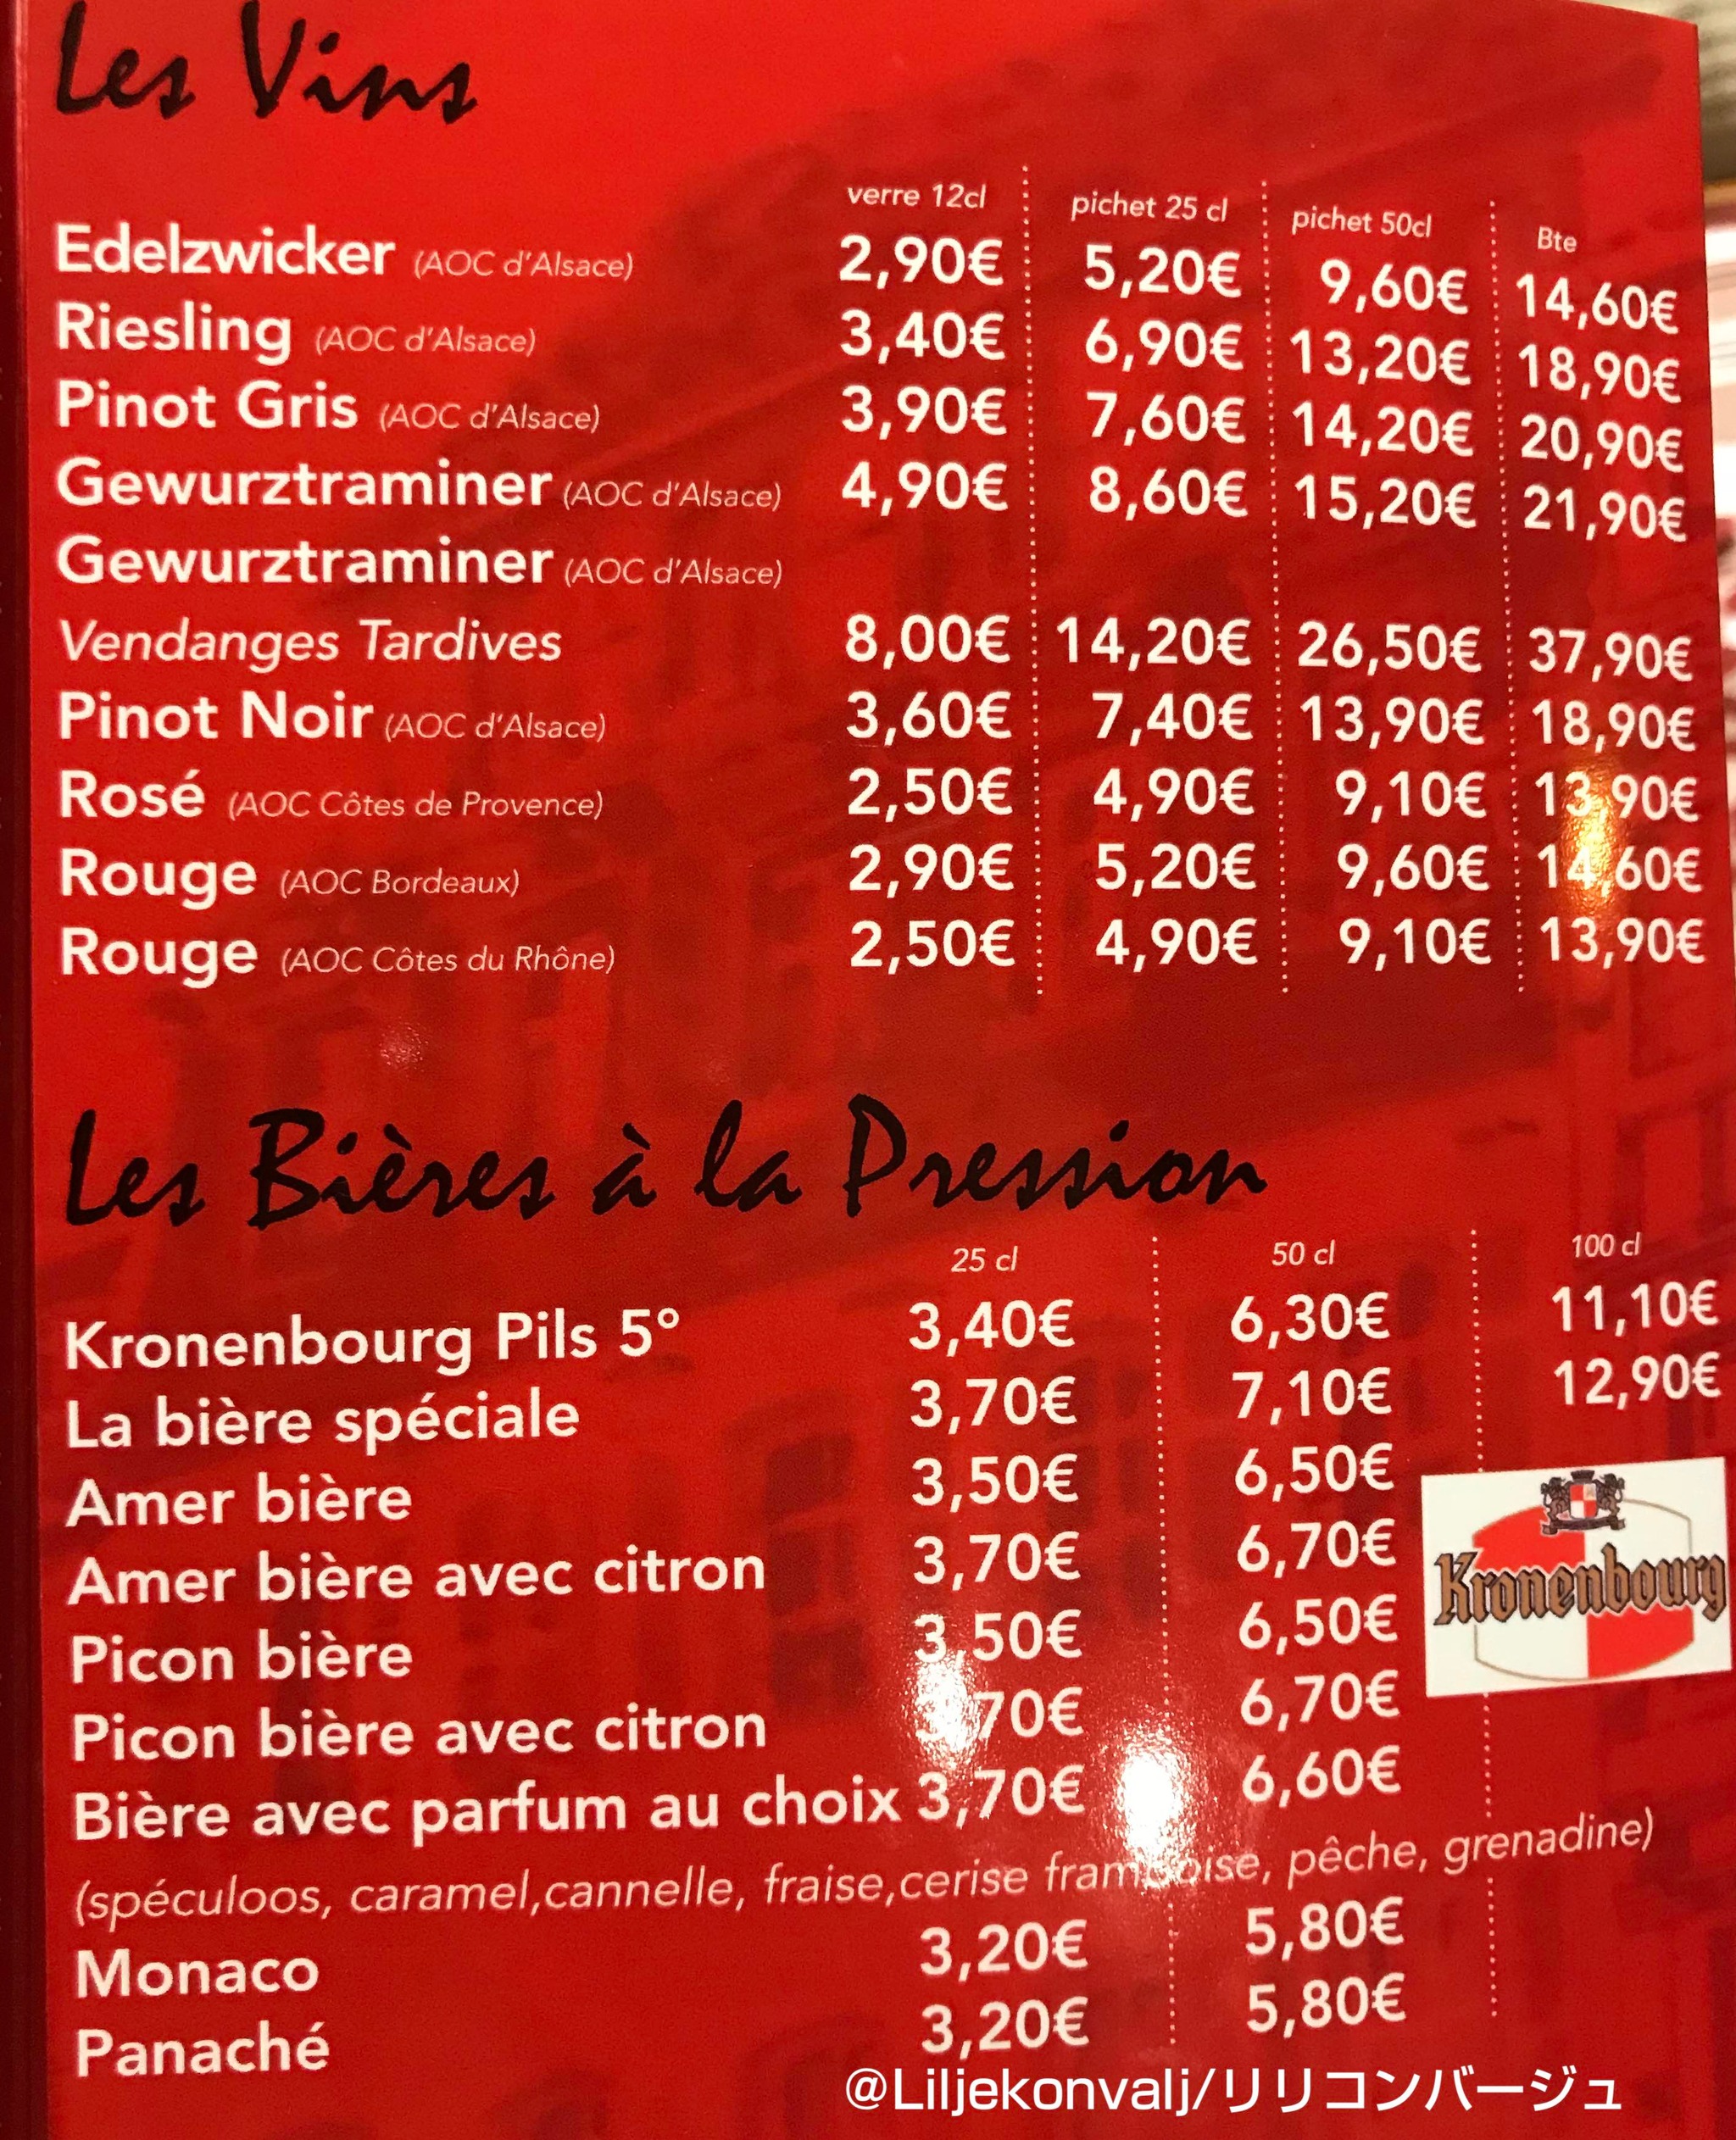 Les Vins
verre 12cl pichet 25 cl pichet 50cl Bte
Edelzwicker (AOC d'Alsace) 2,90€ 5,20€ 9,60€ 14,60€
Riesling (AOC d'Alsace) 3,40€ 6,90€ 13,20€ 18,90€
Pinot Gris (AOC d'Alsace) 3,90€ 7,60€ 14,20€ 20,90€
Gewurztraminer (AOC d'Alsace) 4,90€ 8,60€ 15,20€ 21,90€
Gewurztraminer (AOC d'Alsace)
Vendanges Tardives 8,00€ 14,20€ 26,50€ 37,90€
Pinot Noir (AOC d'Alsace) 3,60€ 7,40€ 13,90€ 18,90€
Rosé (AOC Côtes de Provence) 2,50€ 4,90€ 9,10€ 13,90€
Rouge (AOC Bordeaux) 2,90€ 5,20€ 9,60€ 14,60€
Rouge (AOC Côtes du Rhône) 2,50€ 4,90€ 9,10€ 13,90€
Les Bières à la Pression
25 cl 50 cl 100 cl
Kronenbourg Pils 5° 3,40€ 6,30€ 11,10€
La bière spéciale 3,70€ 7,10€ 12,90€
Amer bière 3,50€ 6,50€
Amer bière avec citron 3,70€ 6,70€
Kronenbourg
Picon bière 3,50€ 6,50€
Picon bière avec citron 3,70€ 6,70€
Bière avec parfum au choix 3,70€ 6,60€
(spéculoos, caramel,cannelle, fraise,cerise framboise, pêche, grenadine)
Monaco 3,20€ 5,80€
Panaché 3,20€ 5,80€
@Liljekonvalj/リリコンバージュ